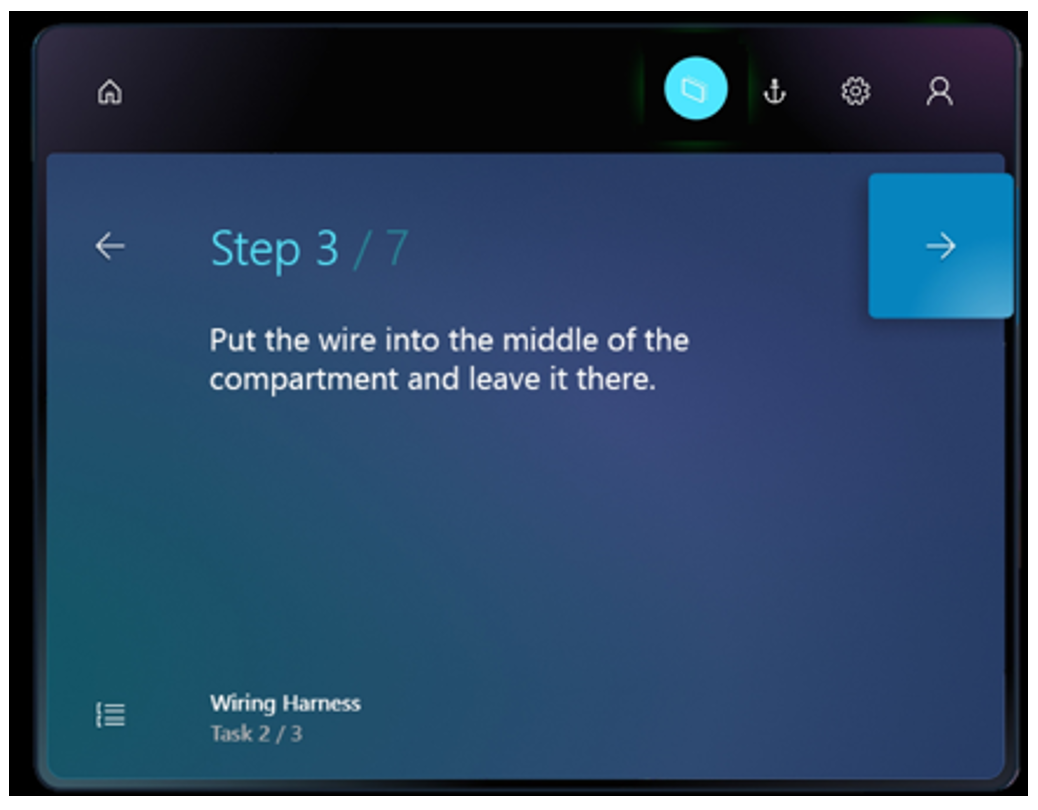 Step 3 / 7
Put the wire into the middle of the
compartment and leave it there.
Wiring Harness
Task 2 / 3